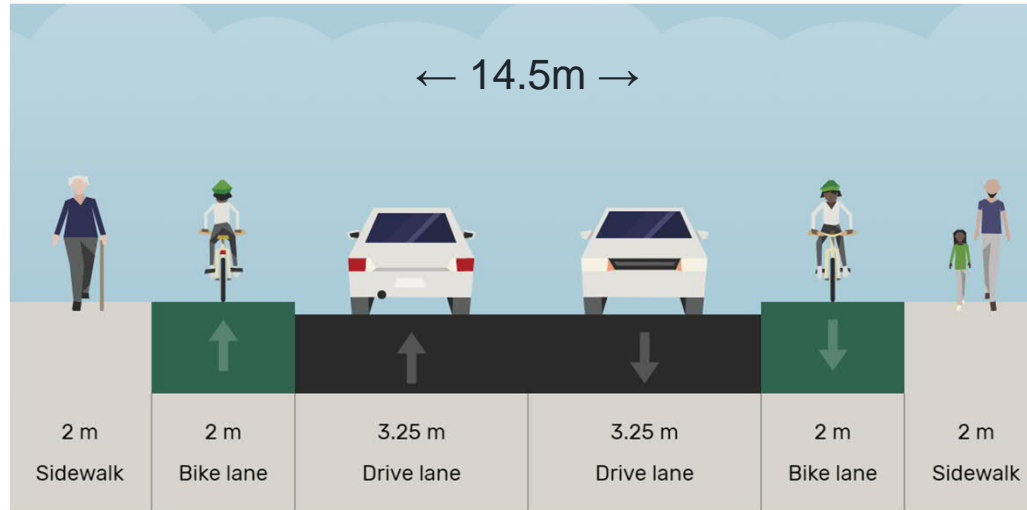 ← 14.5m →
2 m
Sidewalk
2 m
Bike lane
3.25 m
Drive lane
3.25 m
Drive lane
2 m
Bike lane
2 m
Sidewalk